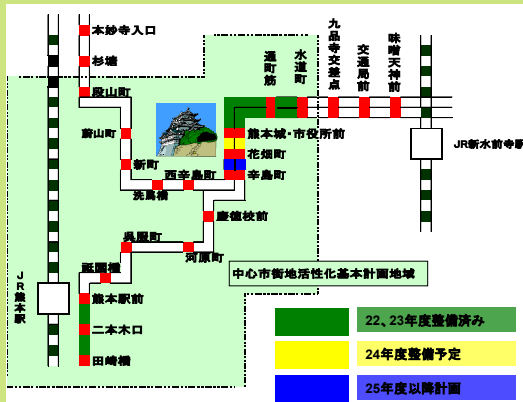 本妙寺入口
杉塘
段山町
蔚山町
新町
洗馬橋
西辛島町
通町筋
水道町
九品寺交差点
交通局前
味噌天神前
JR新水前寺駅
熊本城・市役所前
花畑町
辛島町
慶徳校前
呉服町
河原町
祇園橋
JR熊本駅
熊本駅前
二本木口
田崎橋
中心市街地活性化基本計画地域
22、23年度整備済み
24年度整備予定
25年度以降計画